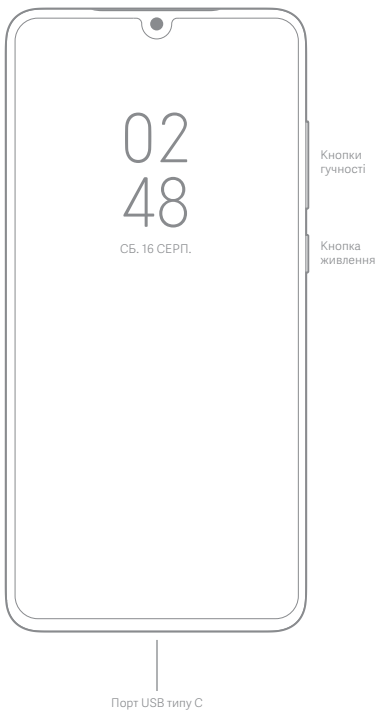 02
48
СБ. 16 СЕРП.
Кнопки
гучності
Кнопка
живлення
Порт USB типу C